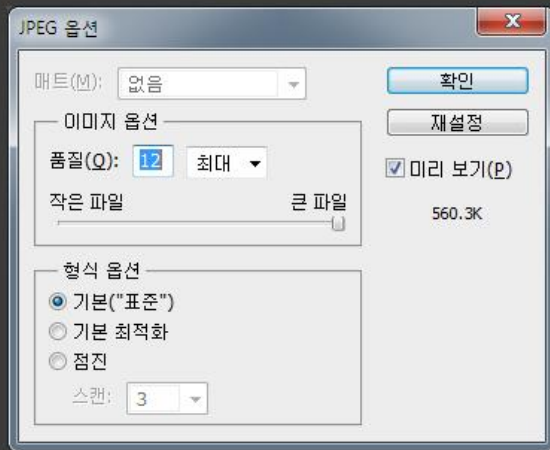 JPEG 옵션
매트(M): 없음
확인
이미지 옵션
재설정
품질(Q): 12 최대
미리 보기(P)
작은 파일 큰 파일
560.3K
형식 옵션
기본("표준")
기본 최적화
점진
스캔: 3